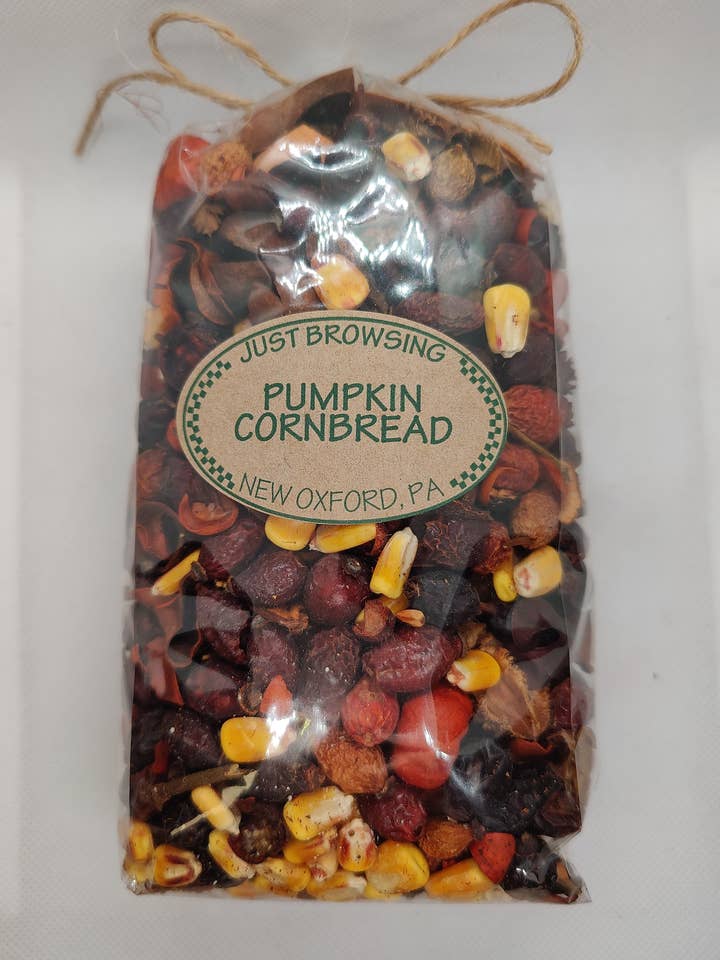 JUST BROWSING
PUMPKIN
CORNBREAD
NEW OXFORD, PA